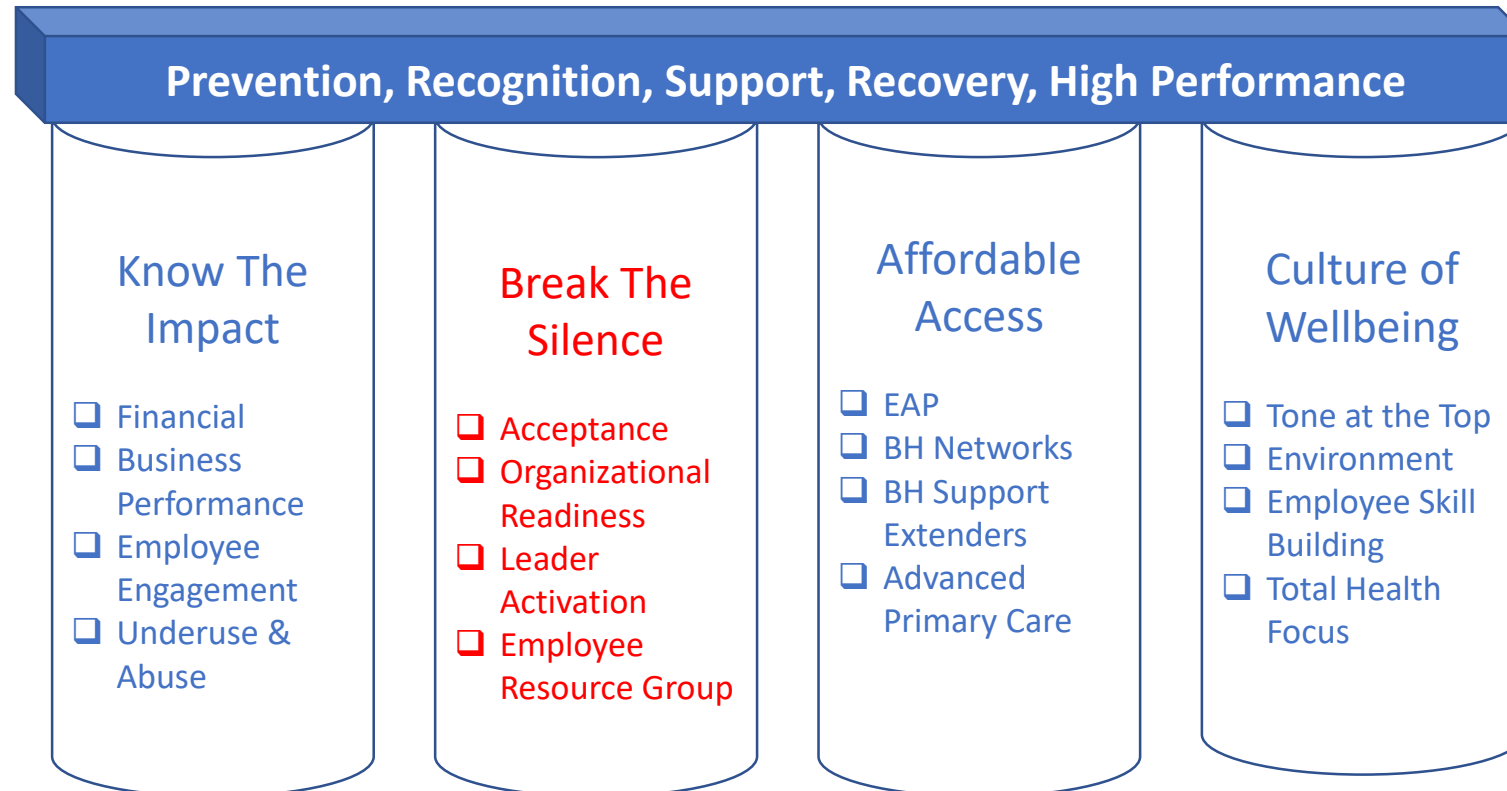 Prevention, Recognition, Support, Recovery, High Performance
Know The
Impact
❑ Financial
❑ Business
Performance
❑ Employee
Engagement
❑ Underuse &
Abuse
Break The
Silence
❑ Acceptance
❑ Organizational
Readiness
❑ Leader
Activation
❑ Employee
Resource Group
Affordable
Access
❑ EAP
❑ BH Networks
❑ BH Support
Extenders
❑ Advanced
Primary Care
Culture of
Wellbeing
❑ Tone at the Top
❑ Environment
❑ Employee Skill
Building
❑ Total Health
Focus